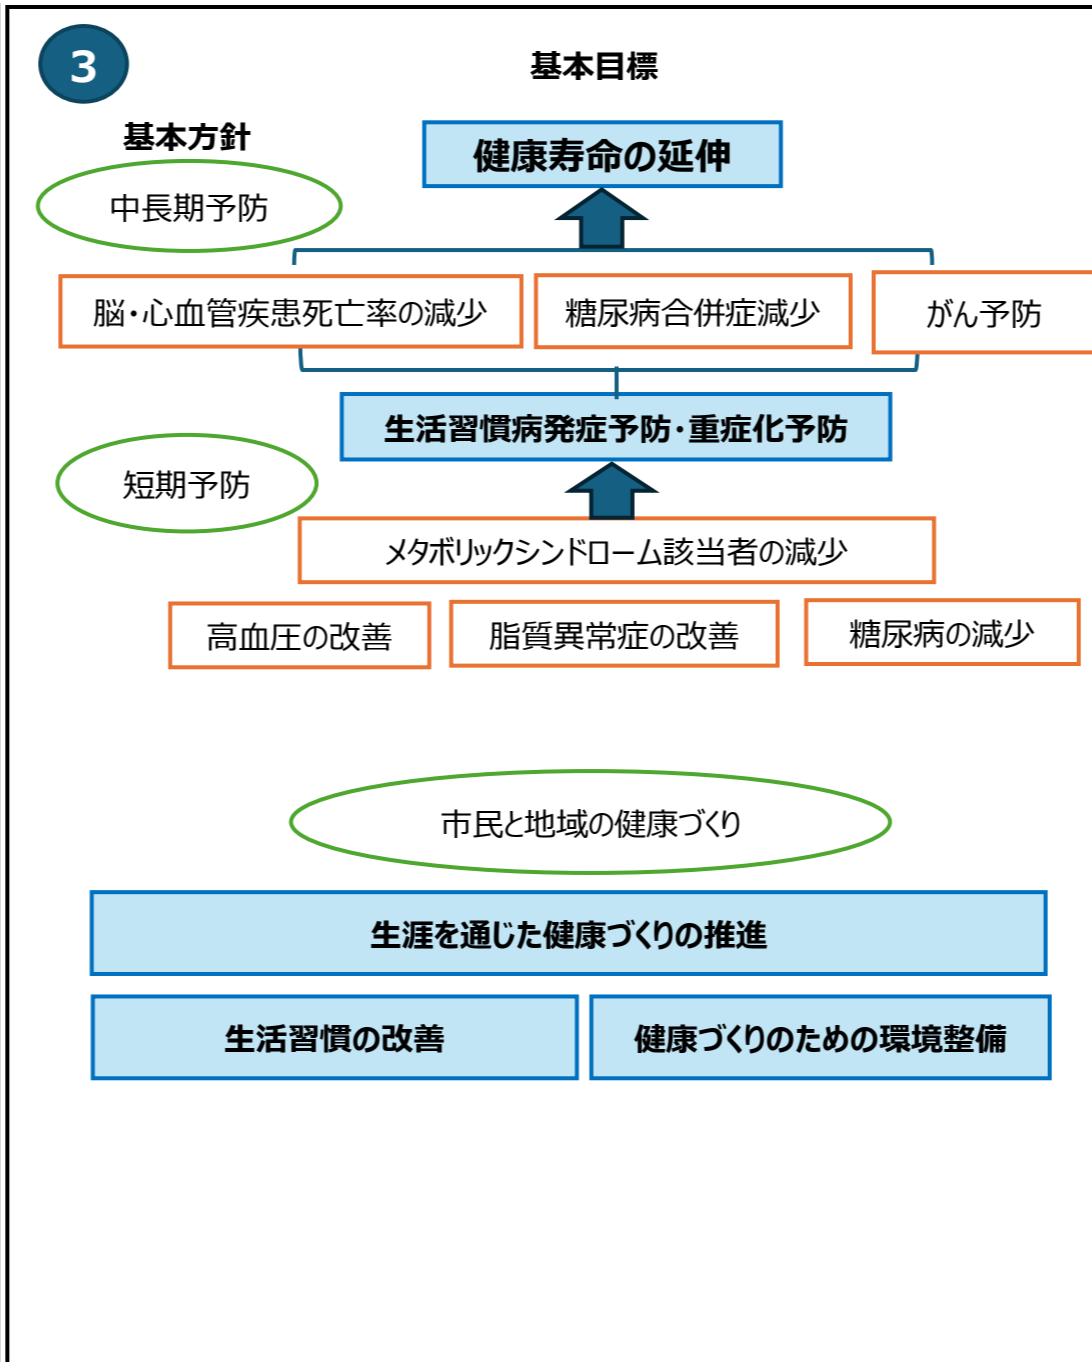 3
基本目標
基本方針
健康寿命の延伸
中長期予防
脳・心血管疾患死亡率の減少
糖尿病合併症減少
がん予防
生活習慣病発症予防・重症化予防
短期予防
メタボリックシンドローム該当者の減少
高血圧の改善
脂質異常症の改善
糖尿病の減少
市民と地域の健康づくり
生涯を通じた健康づくりの推進
生活習慣の改善
健康づくりのための環境整備